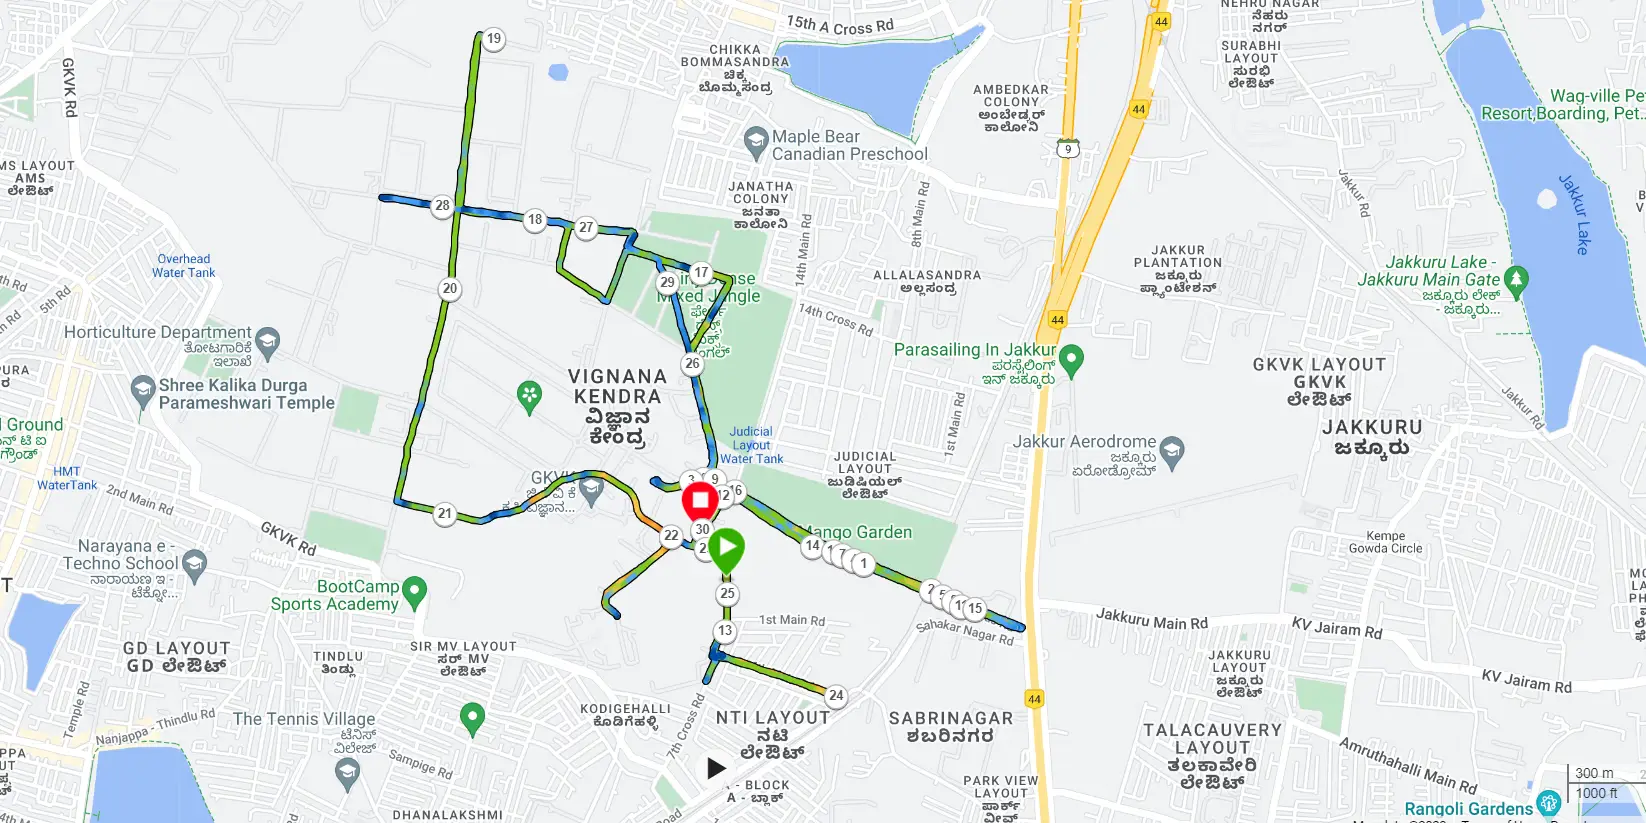 15th A Cross Rd
NEHRU NAGAR
ನೆಹರು
ನಗರ್
44
19
GKVK Rd
CHIKKA
BOMMASANDRA
ಚಿಕ್ಕ
ಬೊಮ್ಮಸಂದ್ರ
SURABHI
LAYOUT
ಸುರಭಿ
ಲೇಔಟ್
AMBEDKAR
COLONY
ಅಂಬೇಡ್ಕರ್
ಕಾಲೋನಿ
44
Wag-ville Pet
Resort,Boarding, Pet...
Maple Bear
Canadian Preschool
9
MS LAYOUT
AMS
ಲೇಔಟ್
JANATHA
COLONY
ಜನತಾ
ಕಾಲೋನಿ
8th Main Rd
14th Main Rd
Jakkur Rd
Jakkur Lake
28
18
27
Overhead
Water Tank
JAKKUR
PLANTATION
ಜಕ್ಕೂರು
ಪ್ಲ್ಯಾಂಟೇಶನ್
ALLALASANDRA
ಅಲ್ಲಸಂದ್ರ
Jakkuru Lake -
Jakkuru Main Gate
ಜಕ್ಕೂರು ಲೇಕ್
- ಜಕ್ಕೂರು...
17
29
20
Mixed Jungle
5th Rd
14th Cross Rd
44
Horticulture Department
ತೋಟಗಾರಿಕೆ
ಇಲಾಖೆ
Parasailing In Jakkur
ಪರಾಸೈಲಿಂಗ್
ಇನ್ ಜಕ್ಕೂರು
26
GKVK LAYOUT
GKVK
ಲೇಔಟ್
Shree Kalika Durga
Parameshwari Temple
VIGNANA
KENDRA
ವಿಜ್ಞಾನ
ಕೇಂದ್ರ
1st Main Rd
Jakkur Rd
JAKKURU
ಜಕ್ಕೂರು
Judicial
Layout
Water Tank
Jakkur Aerodrome
ಜಕ್ಕೂರು
ಏರೋಡ್ರೋಮ್
JUDICIAL
LAYOUT
ಜುಡಿಷಿಯಲ್
ಲೇಔಟ್
Ground
HMT
WaterTank
2nd Main Rd
GKVK
3
9
16
12
21
GKVK Rd
22
30
Mango Garden
14
7
1
Kempe
Gowda Circle
Narayana e -
Techno School
ನಾರಾಯಣ ಇ -
ಟೆಕ್ನೋ...
BootCamp
Sports Academy
25
2
5
15
13
1st Main Rd
Sahakar Nagar Rd
Jakkuru Main Rd
KV Jairam Rd
GD LAYOUT
GD ಲೇಔಟ್
TINDLU
ತಿಂಡ್ಲು
SIR MV LAYOUT
ಸರ್ MV
ಲೇಔಟ್
JAKKURU
LAYOUT
ಜಕ್ಕೂರು
ಲೇಔಟ್
KV Jairam Rd
24
44
Temple Rd
Nanjappa - Thindlu Rd
The Tennis Village
ಟೆನಿಸ್
ವಿಲೇಜ್
KODIGEHALLI
ಕೊಡಿಗೆಹಳ್ಳಿ
7th Cross Rd
NTI LAYOUT
ನಟಿ
ಲೇಔಟ್
SABRINAGAR
ಶಬರಿನಗರ
TALACAUVERY
LAYOUT
ತಲಕಾವೇರಿ
ಲೇಔಟ್
Sampige Rd
Amruthahalli Main Rd
- BLOCK
A - ಬ್ಲಾಕ್
PARK VIEW
LAYOUT
ಪಾರ್ಕ್
ವೀವ್
300 m
1000 ft
DHANALAKSHMI
Rangoli Gardens